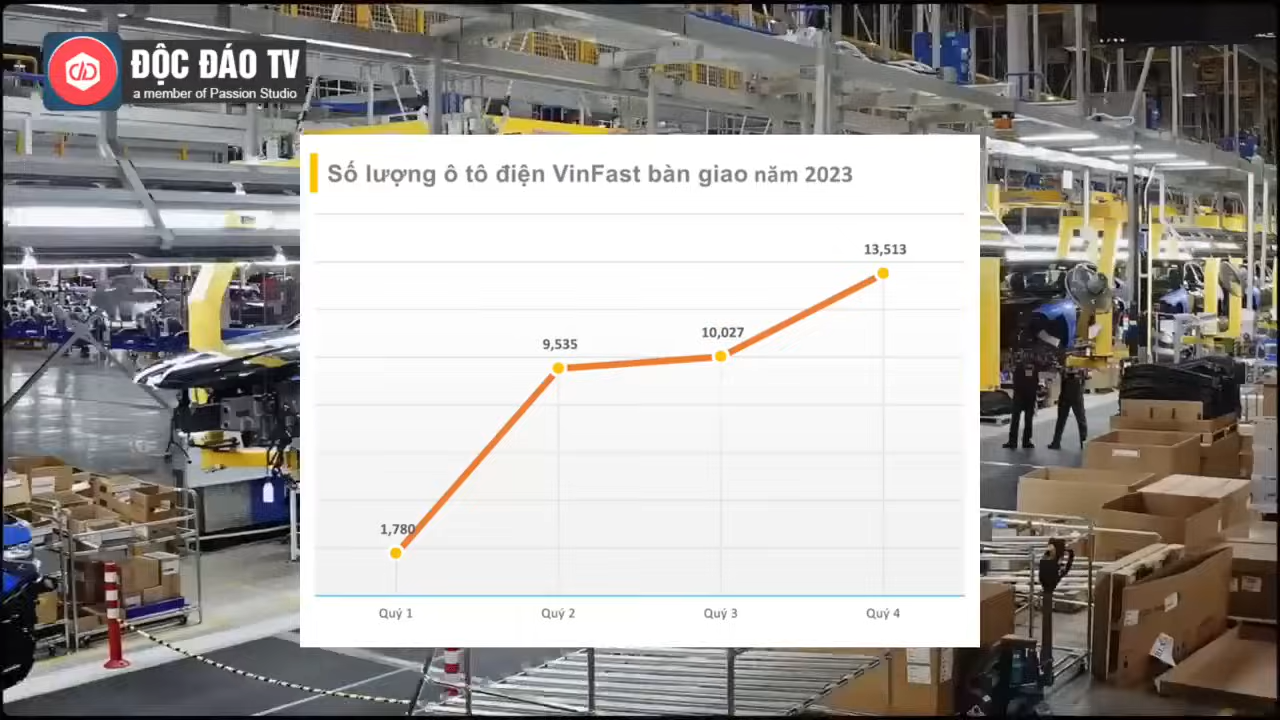 ĐỘC ĐÁO TV
a member of Passion Studio
Số lượng ô tô điện VinFast bàn giao năm 2023
13,513
10,027
9,535
1,780
Quý 1 Quý 2 Quý 3 Quý 4